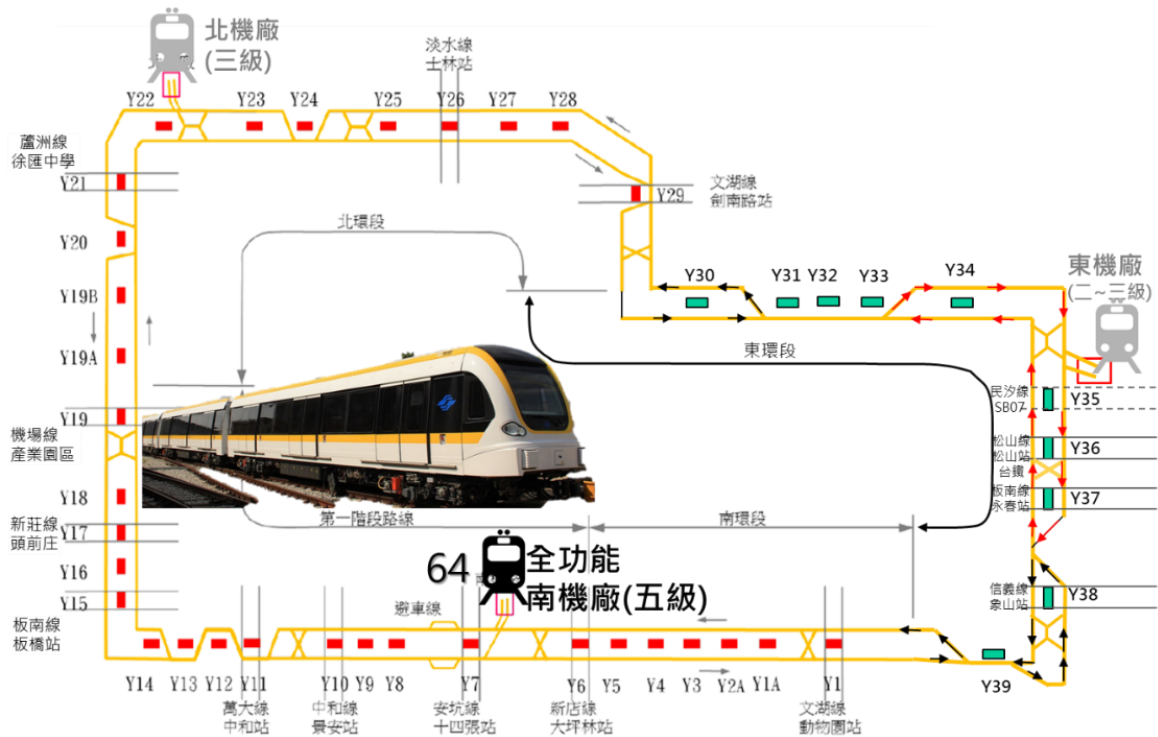 北機廠
(三級)
淡水線
士林站
Y22
Y23
Y24
Y25
Y26
Y27
Y28
蘆洲線
徐匯中學
Y21
Y29
文湖線
劍南路站
Y20
北環段
Y19B
Y30
Y31
Y32
Y33
Y34
東機廠
(二~三級)
Y19A
東環段
民汐線
SB07
Y35
Y19
機場線
產業園區
松山線
松山站
台鐵
Y36
Y18
板南線
永春站
Y37
新莊線
頭前庄
Y17
第一階段路線
南環段
Y16
64
全功能
南機廠(五級)
Y15
避車線
信義線
象山站
Y38
板南線
板橋站
Y14
Y13
Y12
Y11
Y10
Y9
Y8
Y7
Y6
Y5
Y4
Y3
Y2A
Y1A
Y1
Y39
萬大線
中和站
中和線
景安站
安坑線
十四張站
新店線
大坪林站
文湖線
動物園站